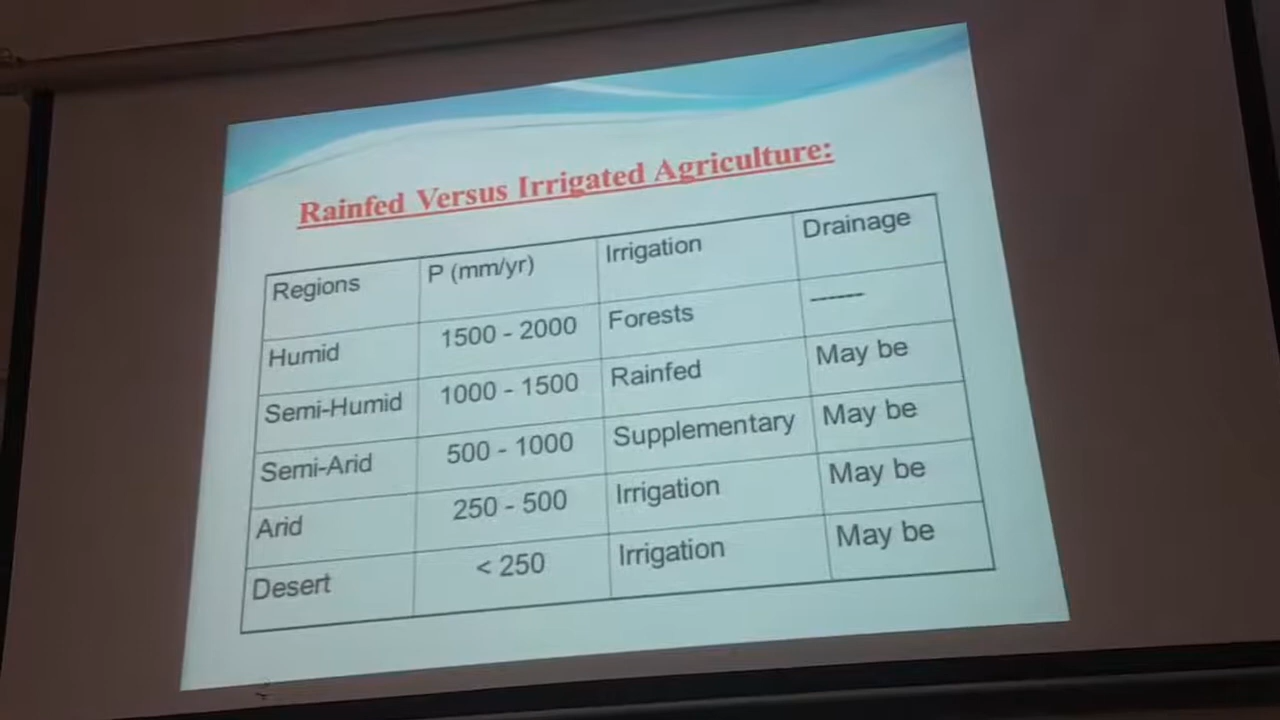 Rainfed Versus Irrigated Agriculture:
Regions P (mm/yr) Irrigation Drainage
Humid 1500 - 2000 Forests ------
Semi-Humid 1000 - 1500 Rainfed May be
Semi-Arid 500 - 1000 Supplementary May be
Arid 250 - 500 Irrigation May be
Desert < 250 Irrigation May be